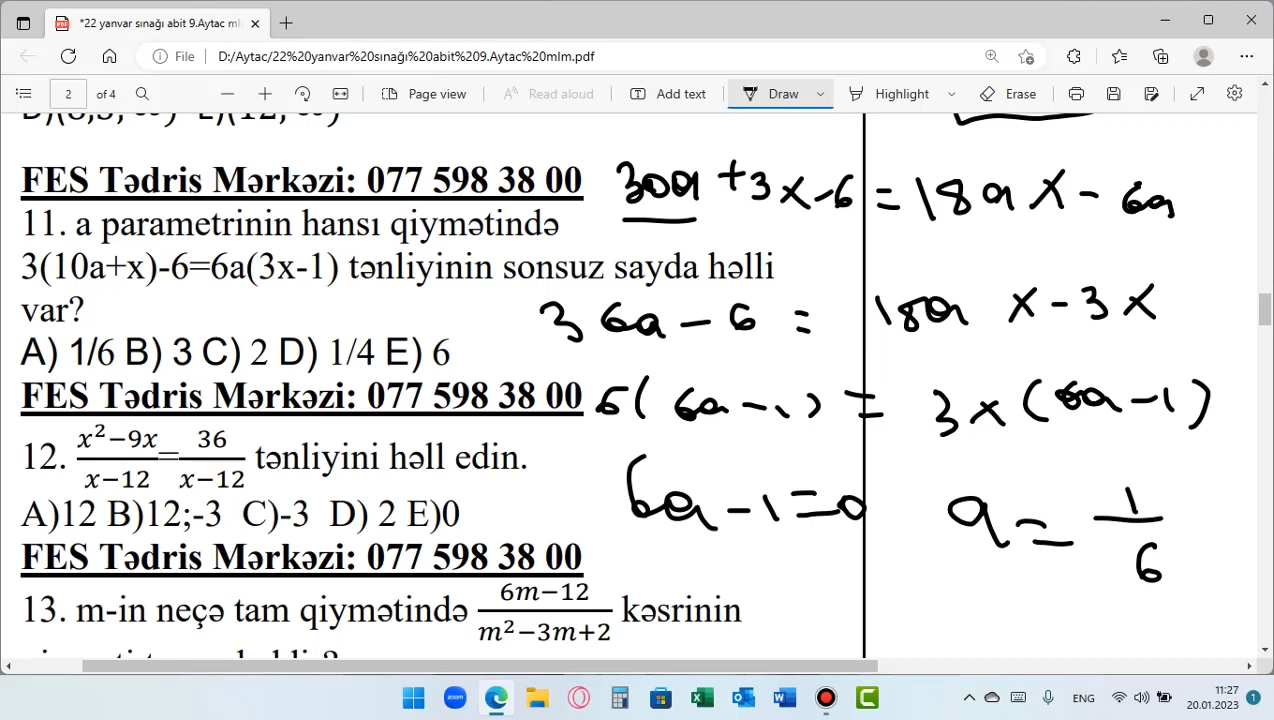 *22 yanvar sınağı abit 9.Aytac mlm
File D:/Aytac/22%20yanvar%20sınağı%20abit%209.Aytac%20mlm.pdf
2 of 4 Page view Read aloud Add text Draw Highlight Erase
FES Tədris Mərkəzi: 077 598 38 00
30a+3x-6=18ax-6a
11. a parametrinin hansı qiymətində
3(10a+x)-6=6a(3x-1) tənliyinin sonsuz sayda həlli
var?
36a-6= 18a x-3x
A) 1/6 B) 3 C) 2 D) 1/4 E) 6
FES Tədris Mərkəzi: 077 598 38 00
6(6a-1)=3x(6a-1)
12. x²−9x/x−12=36/x−12 tənliyini həll edin.
6a-1=0 a=1/6
A)12 B)12;-3 C)-3 D) 2 E)0
FES Tədris Mərkəzi: 077 598 38 00
13. m-in neçə tam qiymətində 6m−12/m²−3m+2 kəsrinin
ENG 11:27
20.01.2023 1